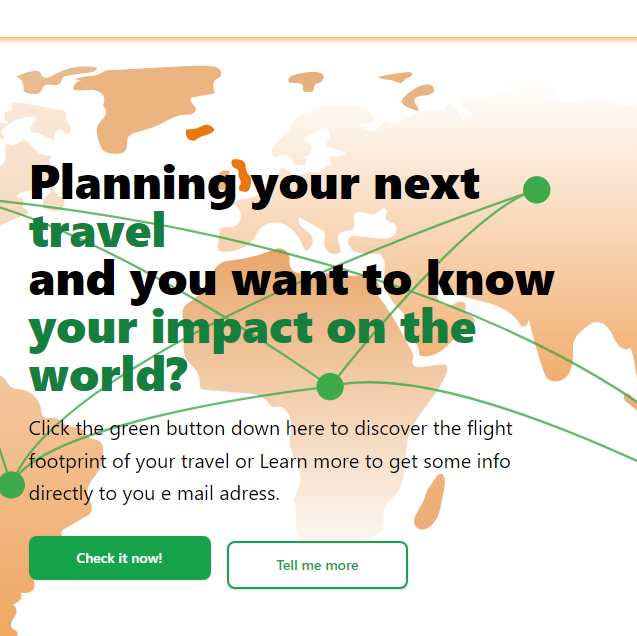 Planning your next
travel
and you want to know
your impact on the
world?
Click the green button down here to discover the flight
footprint of your travel or Learn more to get some info
directly to you e mail adress.
Check it now!
Tell me more